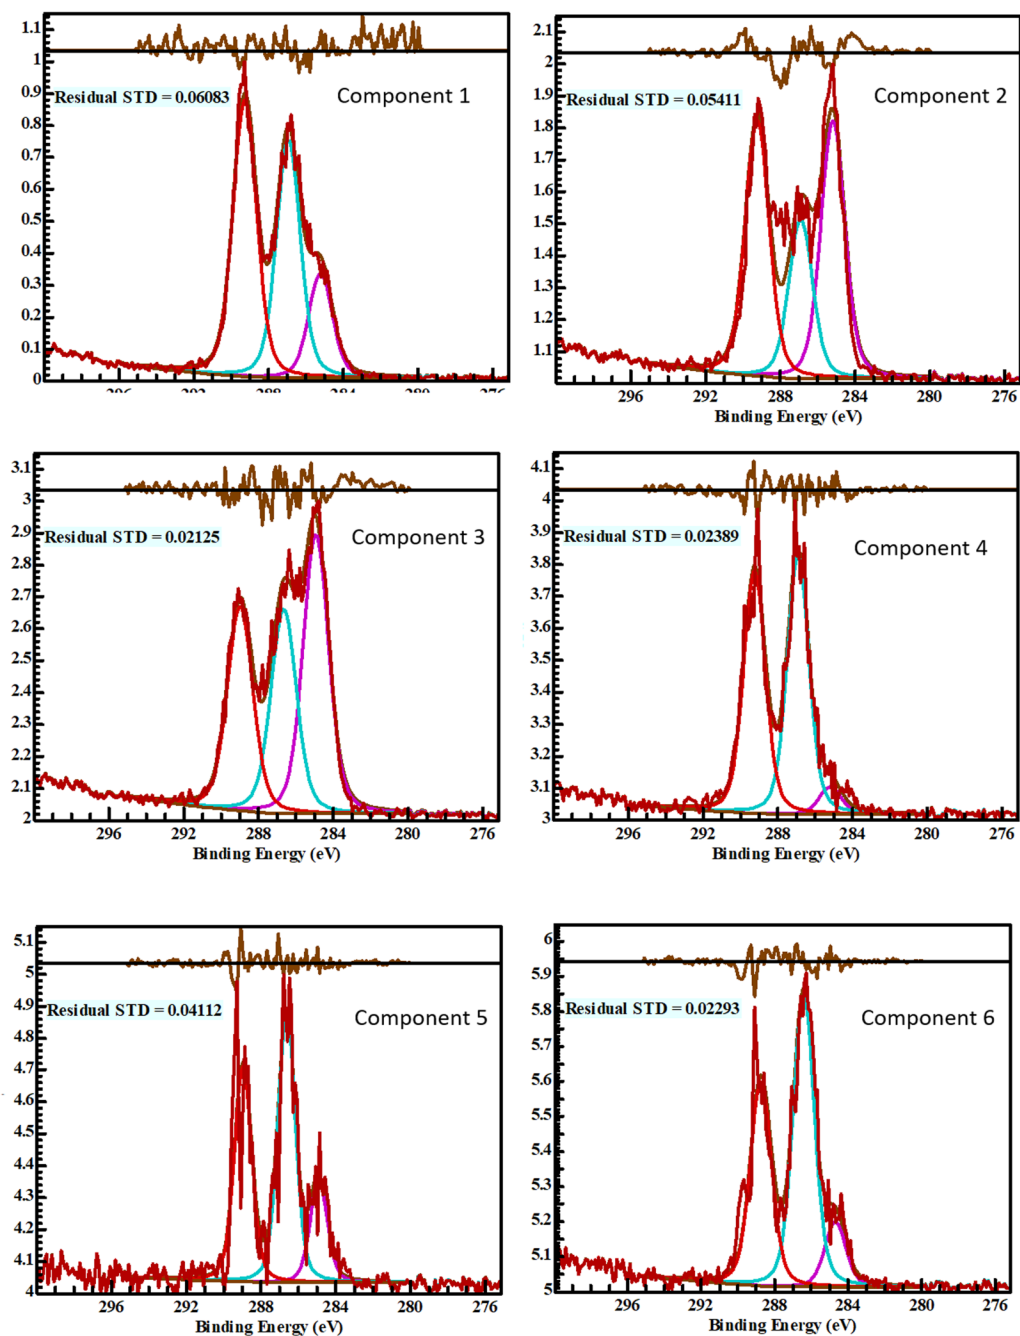 1.1
1
Residual STD = 0.06083
Component 1
0.9
0.8
0.7
0.6
0.5
0.4
0.3
0.2
0.1
0
296 292 288 284 280 276
Binding Energy (eV)
2.1
2
Residual STD = 0.05411
Component 2
1.9
1.8
1.7
1.6
1.5
1.4
1.3
1.2
1.1
296 292 288 284 280 276
Binding Energy (eV)
3.1
3
2.9
Residual STD = 0.02125
Component 3
2.8
2.7
2.6
2.5
2.4
2.3
2.2
2.1
2
296 292 288 284 280 276
Binding Energy (eV)
4.1
4
3.9
Residual STD = 0.02389
Component 4
3.8
3.7
3.6
3.5
3.4
3.3
3.2
3.1
3
296 292 288 284 280 276
Binding Energy (eV)
5.1
5
4.9
Residual STD = 0.04112
Component 5
4.8
4.7
4.6
4.5
4.4
4.3
4.2
4.1
4
296 292 288 284 280 276
Binding Energy (eV)
6
5.9
Residual STD = 0.02293
Component 6
5.8
5.7
5.6
5.5
5.4
5.3
5.2
5.1
5
296 292 288 284 280 276
Binding Energy (eV)